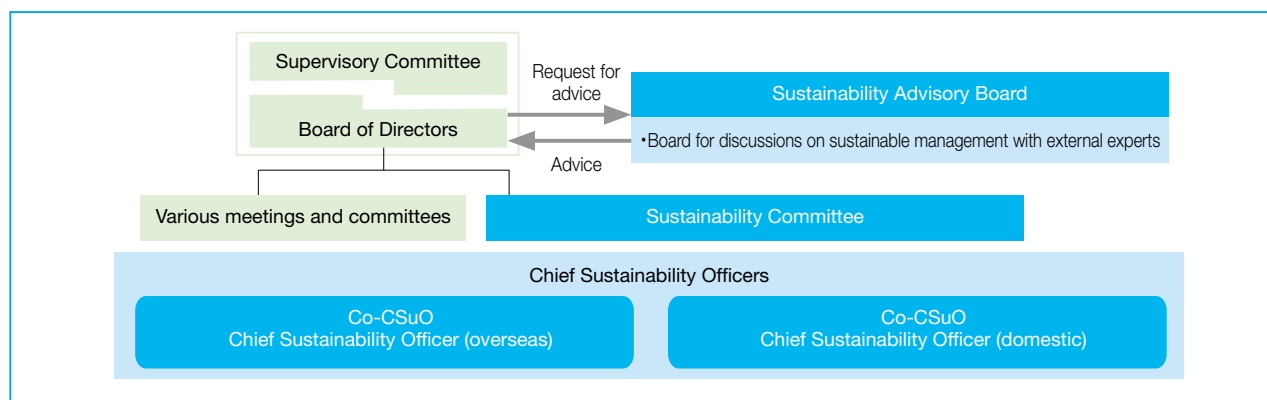 Supervisory Committee
Board of Directors
Request for
advice
Advice
Sustainability Advisory Board
•Board for discussions on sustainable management with external experts
Various meetings and committees
Sustainability Committee
Chief Sustainability Officers
Co-CSuO
Chief Sustainability Officer (overseas)
Co-CSuO
Chief Sustainability Officer (domestic)